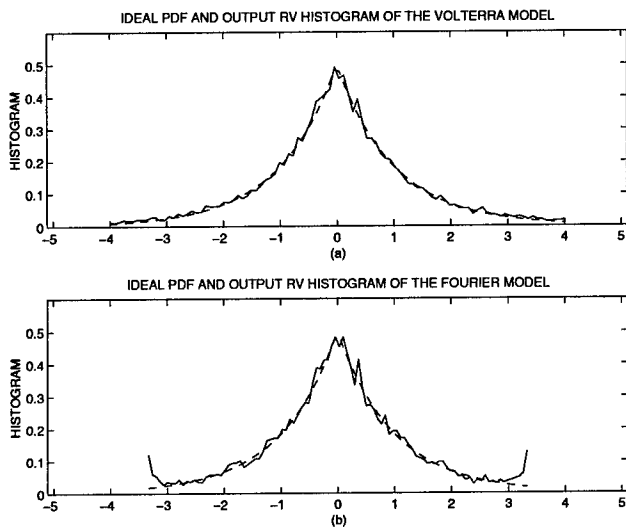 IDEAL PDF AND OUTPUT RV HISTOGRAM OF THE VOLTERRA MODEL
0.5
0.4
0.3
0.2
0.1
0
HISTOGRAM
−5 −4 −3 −2 −1 0 1 2 3 4 5
(a)
IDEAL PDF AND OUTPUT RV HISTOGRAM OF THE FOURIER MODEL
0.5
0.4
0.3
0.2
0.1
0
HISTOGRAM
−5 −4 −3 −2 −1 0 1 2 3 4 5
(b)